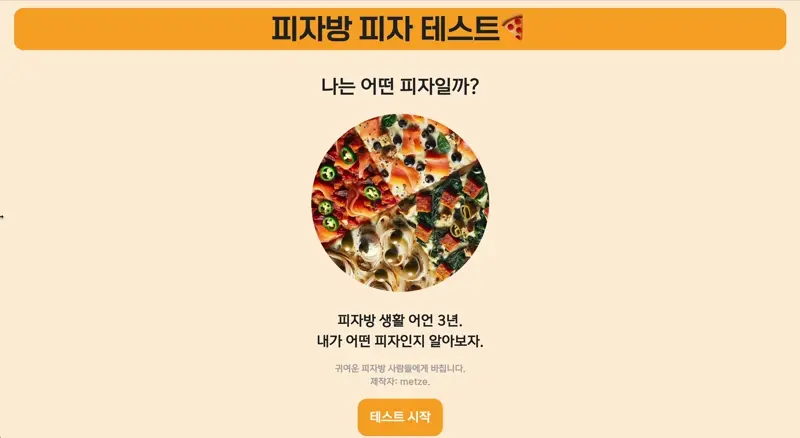 피자방 피자 테스트🍕
나는 어떤 피자일까?
피자방 생활 어언 3년.
내가 어떤 피자인지 알아보자.
귀여운 피자방 사람들에게 바칩니다.
제작자: metze.
테스트 시작